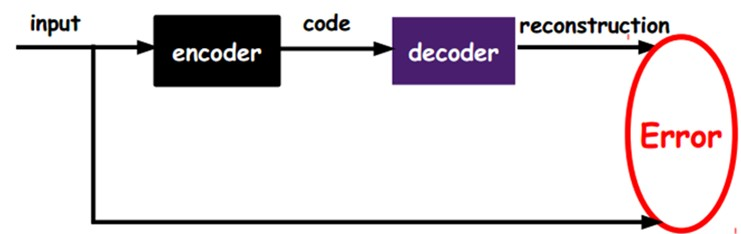 input
encoder
code
decoder
reconstruction
Error